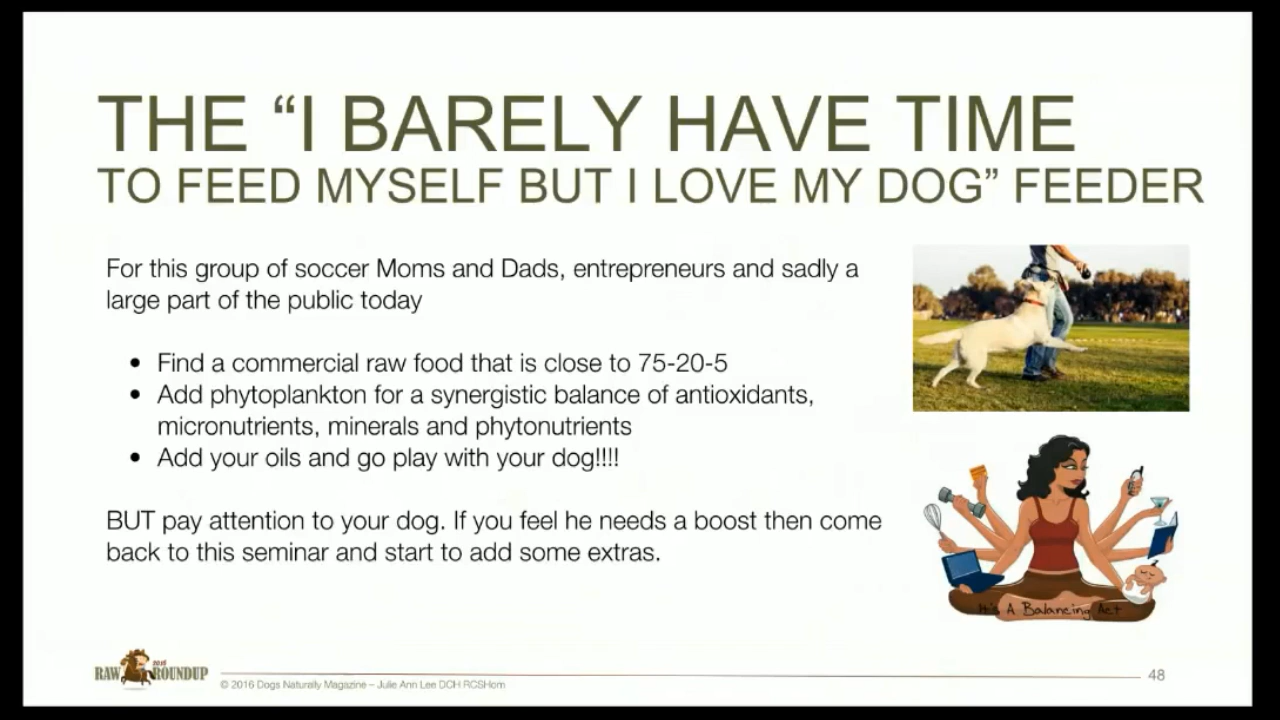 THE “I BARELY HAVE TIME
TO FEED MYSELF BUT I LOVE MY DOG” FEEDER
For this group of soccer Moms and Dads, entrepreneurs and sadly a
large part of the public today
• Find a commercial raw food that is close to 75-20-5
• Add phytoplankton for a synergistic balance of antioxidants,
micronutrients, minerals and phytonutrients
• Add your oils and go play with your dog!!!!
BUT pay attention to your dog. If you feel he needs a boost then come
back to this seminar and start to add some extras.
It's A Balancing Act
RAW 2016 ROUNDUP
© 2016 Dogs Naturally Magazine – Julie Ann Lee DCH RCSHom
48